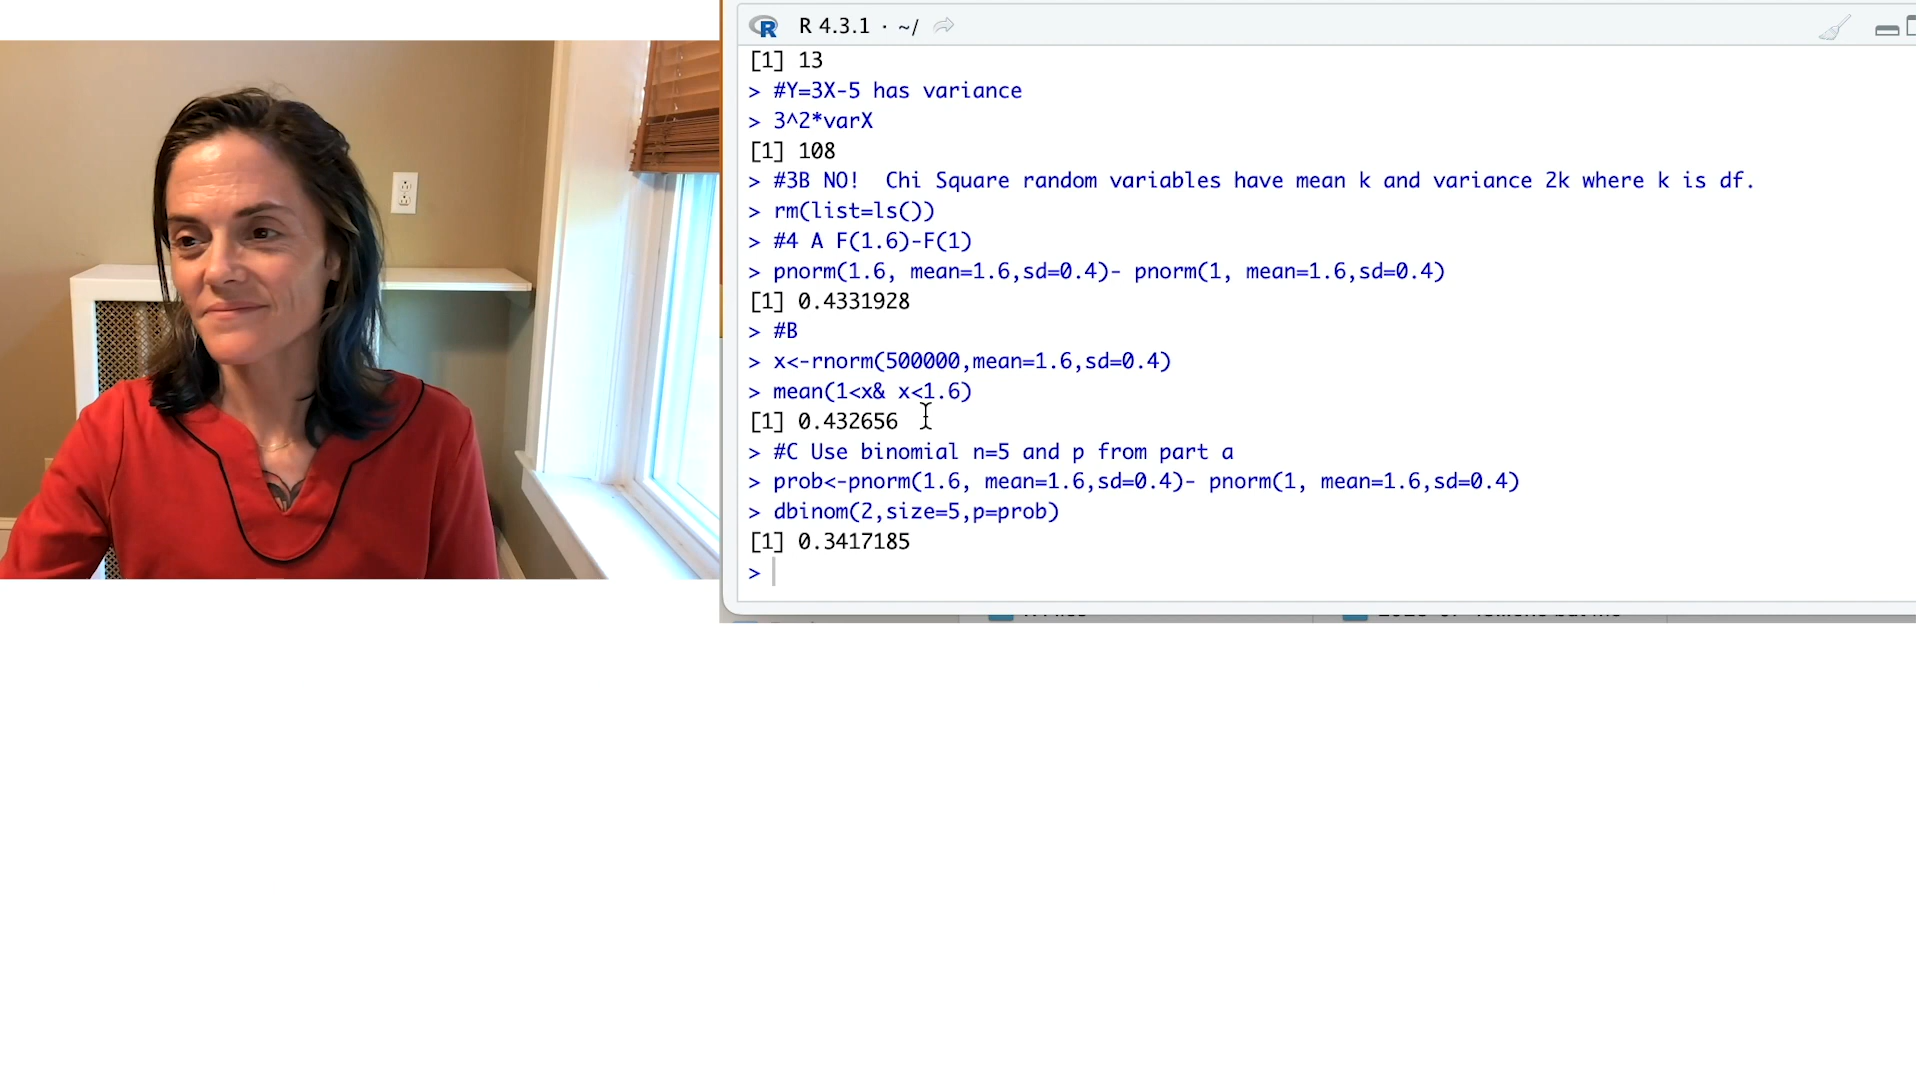 R 4.3.1 · ~/
[1] 13
> #Y=3X-5 has variance
> 3^2*varX
[1] 108
> #3B NO!  Chi Square random variables have mean k and variance 2k where k is df.
> rm(list=ls())
> #4 A F(1.6)-F(1)
> pnorm(1.6, mean=1.6,sd=0.4)- pnorm(1, mean=1.6,sd=0.4)
[1] 0.4331928
> #B
> x<-rnorm(500000,mean=1.6,sd=0.4)
> mean(1<x& x<1.6)
[1] 0.432656
> #C Use binomial n=5 and p from part a
> prob<-pnorm(1.6, mean=1.6,sd=0.4)- pnorm(1, mean=1.6,sd=0.4)
> dbinom(2,size=5,p=prob)
[1] 0.3417185
>